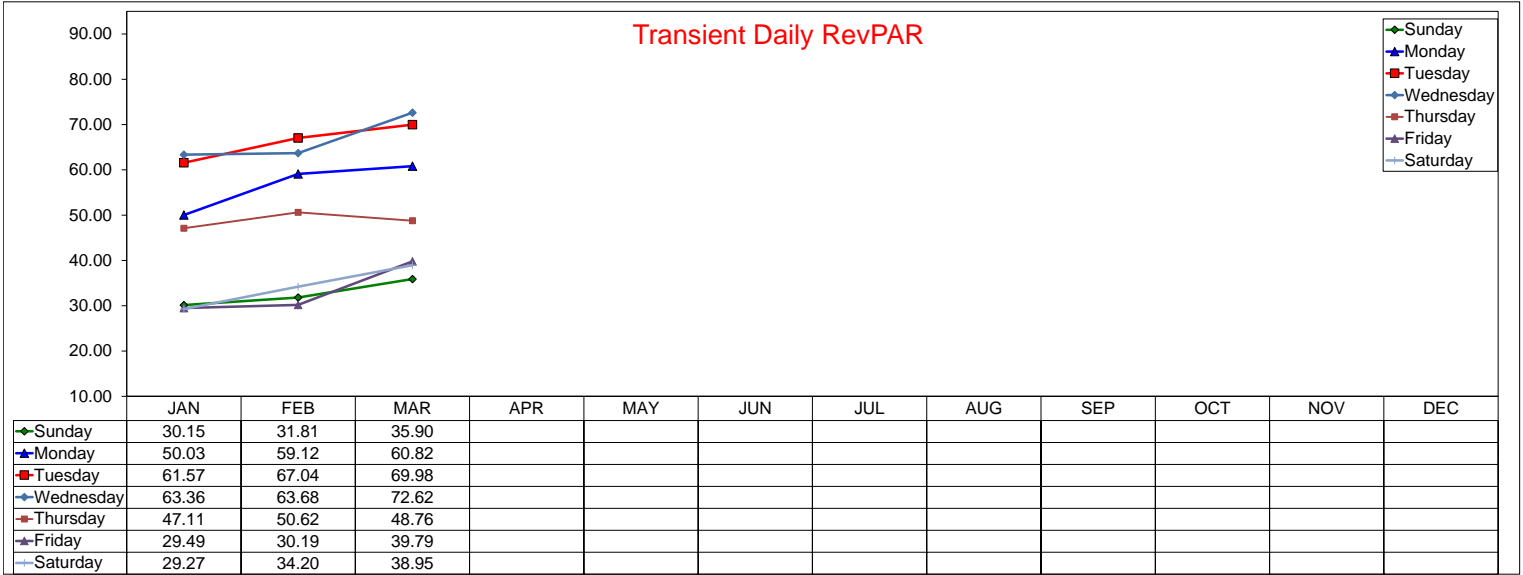 Transient Daily RevPAR
90.00
80.00
70.00
60.00
50.00
40.00
30.00
20.00
10.00
Sunday
Monday
Tuesday
Wednesday
Thursday
Friday
Saturday
JAN FEB MAR APR MAY JUN JUL AUG SEP OCT NOV DEC
Sunday 30.15 31.81 35.90
Monday 50.03 59.12 60.82
Tuesday 61.57 67.04 69.98
Wednesday 63.36 63.68 72.62
Thursday 47.11 50.62 48.76
Friday 29.49 30.19 39.79
Saturday 29.27 34.20 38.95